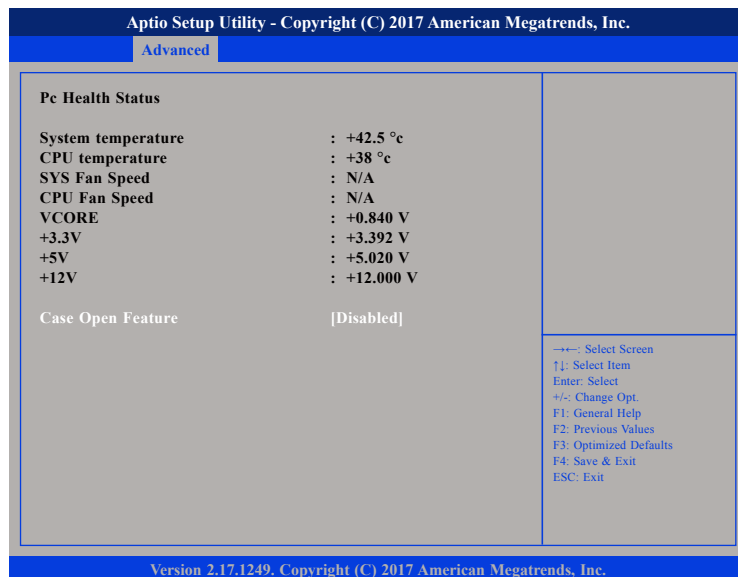 Aptio Setup Utility - Copyright (C) 2017 American Megatrends, Inc.
Advanced
Pc Health Status
System temperature : +42.5 °c
CPU temperature : +38 °c
SYS Fan Speed : N/A
CPU Fan Speed : N/A
VCORE : +0.840 V
+3.3V : +3.392 V
+5V : +5.020 V
+12V : +12.000 V
Case Open Feature [Disabled]
→←: Select Screen
↑↓: Select Item
Enter: Select
+/-: Change Opt.
F1: General Help
F2: Previous Values
F3: Optimized Defaults
F4: Save & Exit
ESC: Exit
Version 2.17.1249. Copyright (C) 2017 American Megatrends, Inc.